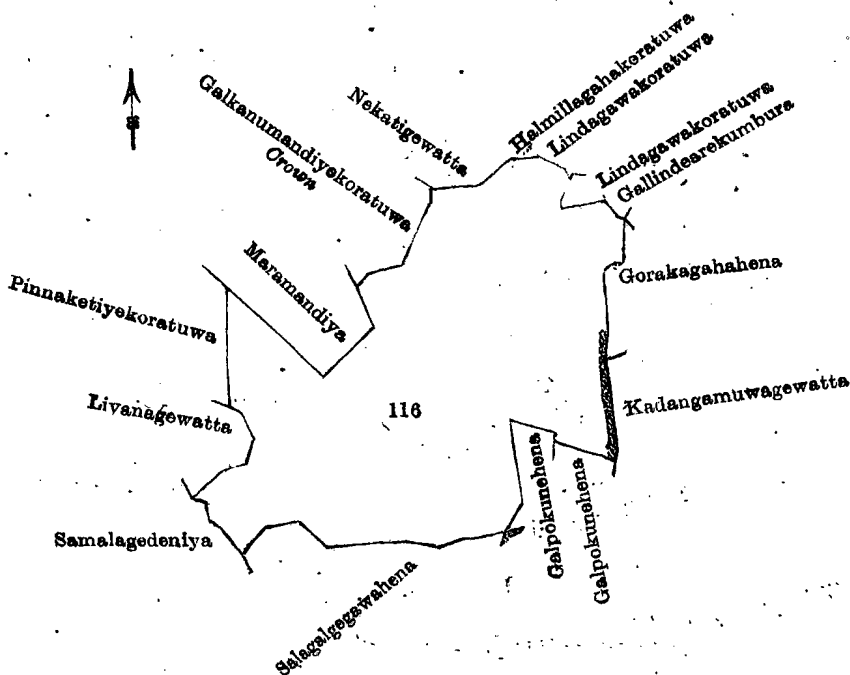 Halmillagahakoratuwa
Lindagawakoratuwa
Nekatigewatta
Galkanumandiyekoratuwa
Crown
Lindagawakoratuwa
Gallindearekumbura
Maramandiya
Gorakagahahena
Pinnaketiyekoratuwa
Livanagewatta
116
Kadangamuwagewatta
Galpokunehena
Galpokunehena
Samalagedeniya
Salagalgegawahena